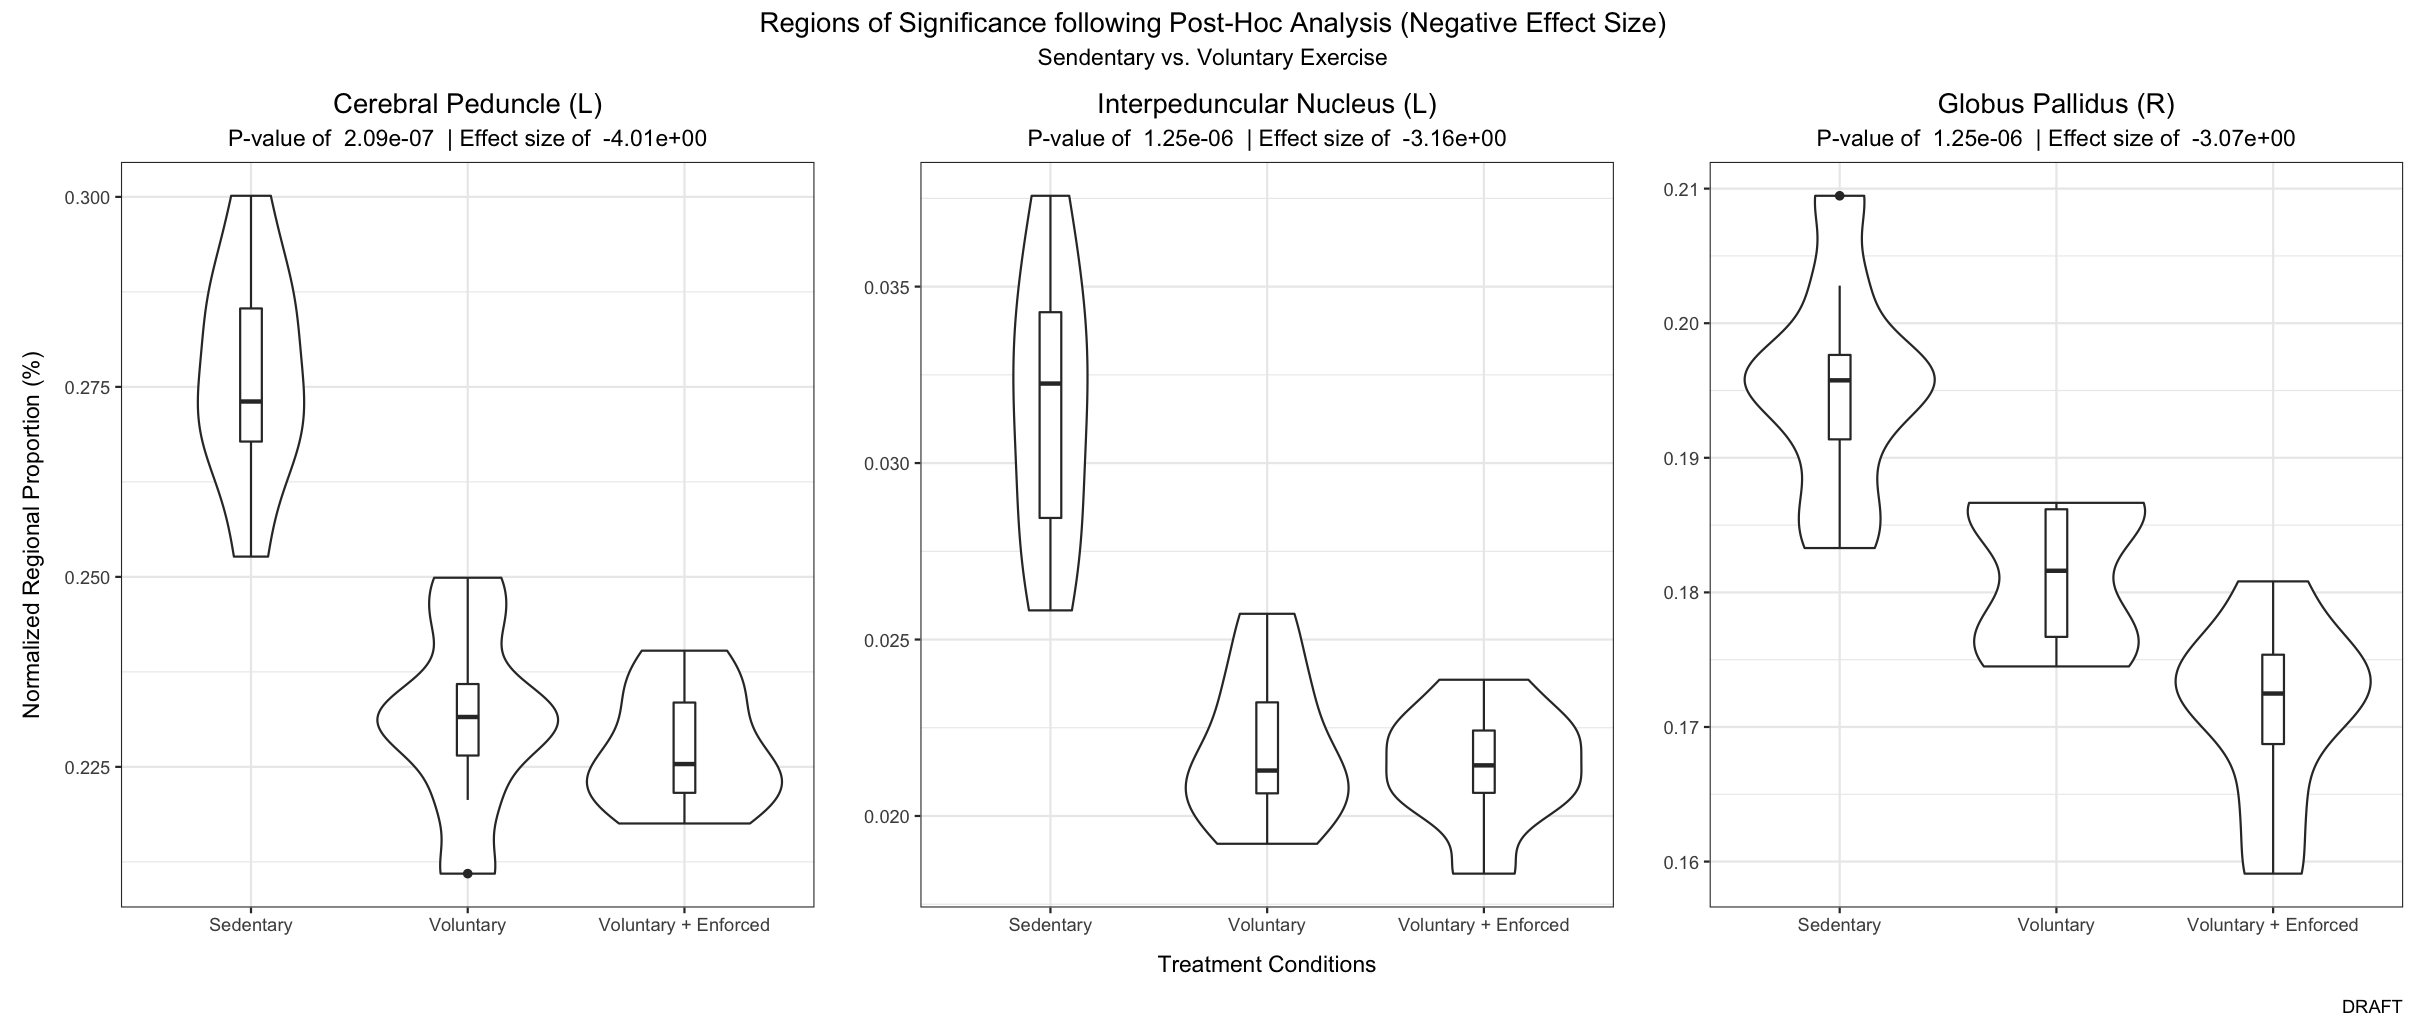 Regions of Significance following Post-Hoc Analysis (Negative Effect Size)
Sendentary vs. Voluntary Exercise
Cerebral Peduncle (L)
P-value of  2.09e-07  | Effect size of  -4.01e+00
Interpeduncular Nucleus (L)
P-value of  1.25e-06  | Effect size of  -3.16e+00
Globus Pallidus (R)
P-value of  1.25e-06  | Effect size of  -3.07e+00
Normalized Regional Proportion (%)
0.300
0.275
0.250
0.225
Sedentary
Voluntary
Voluntary + Enforced
0.035
0.030
0.025
0.020
Sedentary
Voluntary
Voluntary + Enforced
0.21
0.20
0.19
0.18
0.17
0.16
Sedentary
Voluntary
Voluntary + Enforced
Treatment Conditions
DRAFT